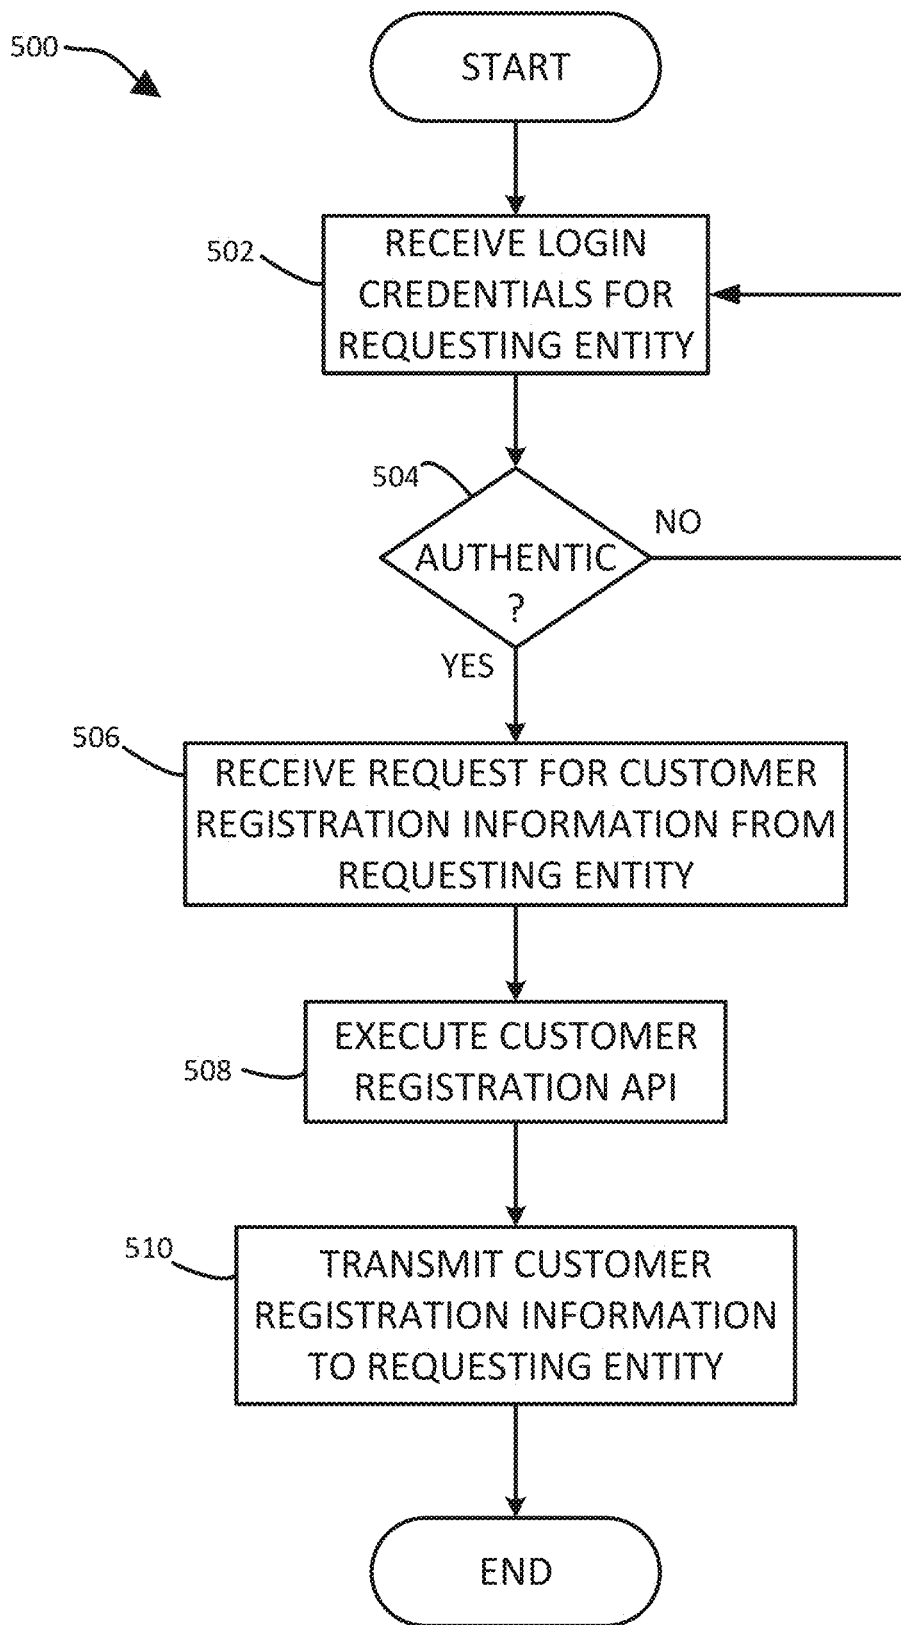 500
START
502
RECEIVE LOGIN
CREDENTIALS FOR
REQUESTING ENTITY
504
AUTHENTIC
?
NO
YES
506
RECEIVE REQUEST FOR CUSTOMER
REGISTRATION INFORMATION FROM
REQUESTING ENTITY
508
EXECUTE CUSTOMER
REGISTRATION API
510
TRANSMIT CUSTOMER
REGISTRATION INFORMATION
TO REQUESTING ENTITY
END